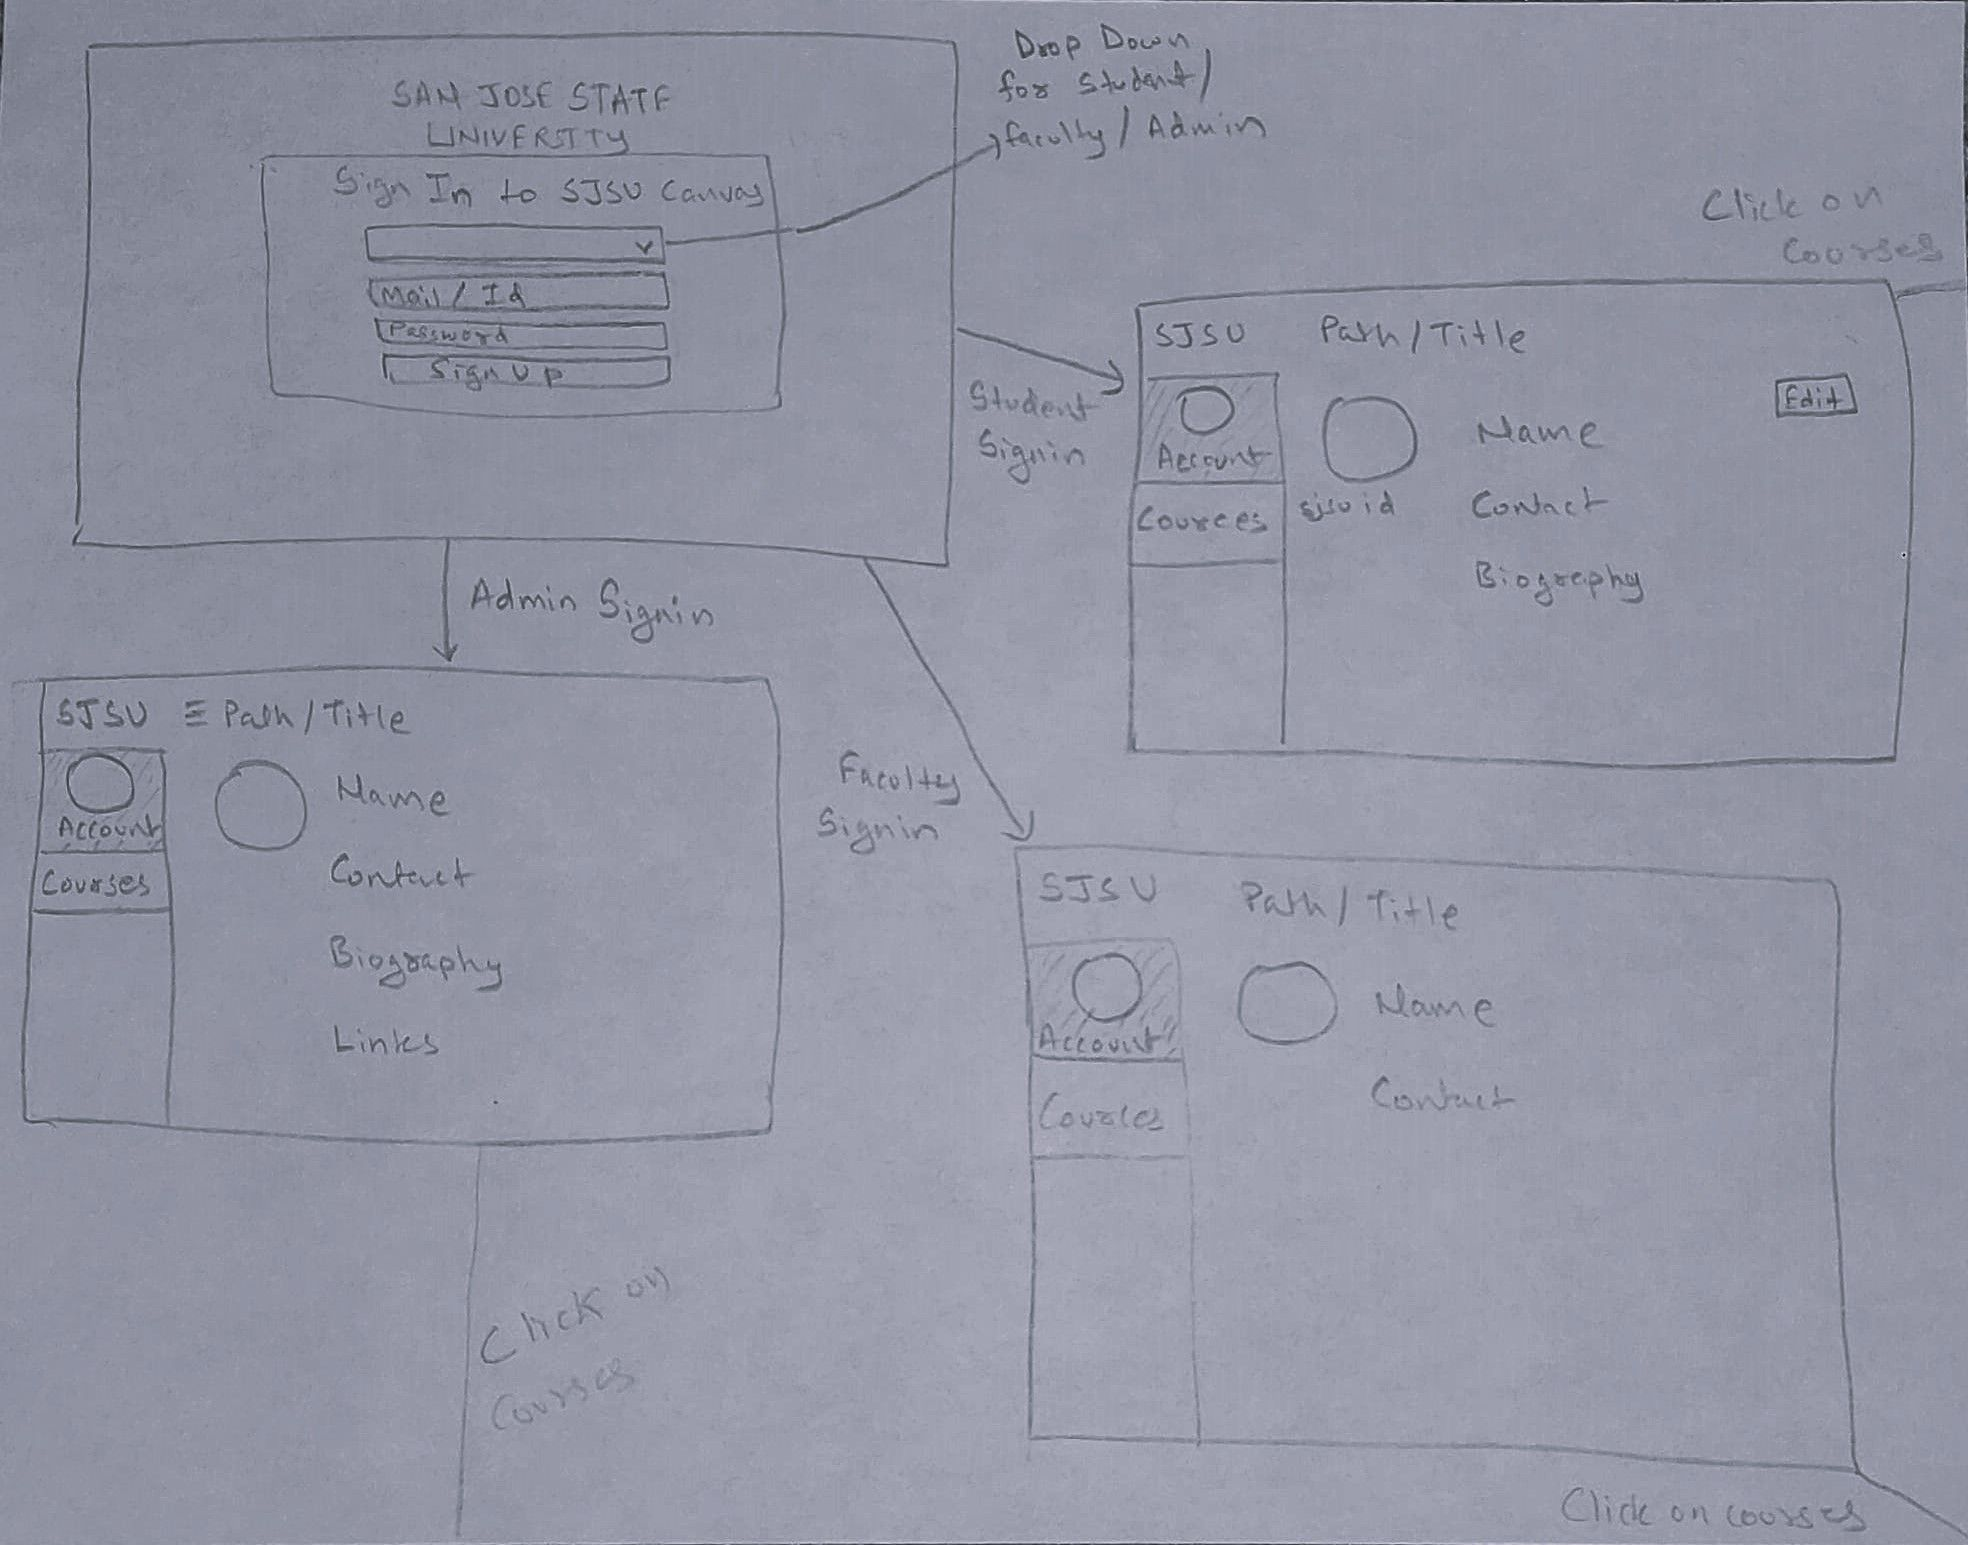 SAN JOSE STATE
UNIVERSITY
Sign In to SJSU Canvas
Mail / Id
Password
Sign Up
Drop Down
for Student/
faculty / Admin
Click on
Courses
Student
Signin
SJSU Path / Title
Edit
Account
Name
Cources
sjsu id
Contact
Biography
Admin Signin
SJSU ☰ Path / Title
Account
Name
Courses
Contact
Biography
Links
Click on
Courses
Faculty
Signin
SJSU Path / Title
Account
Name
Cources
Contact
Click on courses